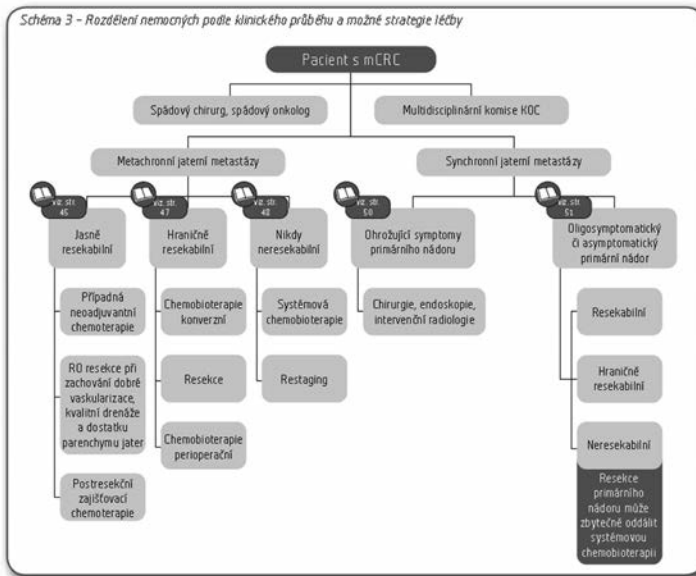 Schéma 3 – Rozdělení nemocných podle klinického průběhu a možné strategie léčby
Pacient s mCRC
Spádový chirurg, spádový onkolog
Multidisciplinární komise KOC
Metachronní jaterní metastázy
Synchronní jaterní metastázy
viz. str.
45
Jasně
resekabilní
viz. str.
47
Hraničně
resekabilní
viz. str.
48
Nikdy
neresekabilní
viz. str.
50
Ohrožující symptomy
primárního nádoru
viz. str.
51
Oligosymptomatický
či asymptomatický
primární nádor
Případná
neoadjuvantní
chemoterapie
RO resekce při
zachování dobré
vaskularizace,
kvalitní drenáže
a dostatku
parenchymu jater
Postresekční
zajišťovací
chemoterapie
Chemobioterapie
konverzní
Resekce
Chemobioterapie
perioperační
Systémová
chemobioterapie
Restaging
Chirurgie, endoskopie,
intervenční radiologie
Resekabilní
Hraničně
resekabilní
Neresekabilní
Resekce
primárního
nádoru může
zbytečně oddálit
systémovou
chemobioterapii